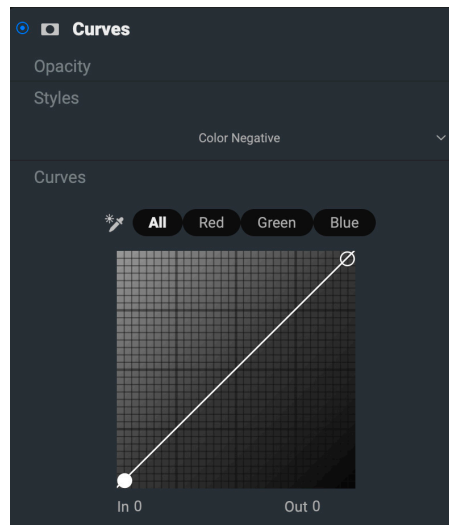 Curves
Opacity
Styles
Color Negative
Curves
All Red Green Blue
In 0 Out 0